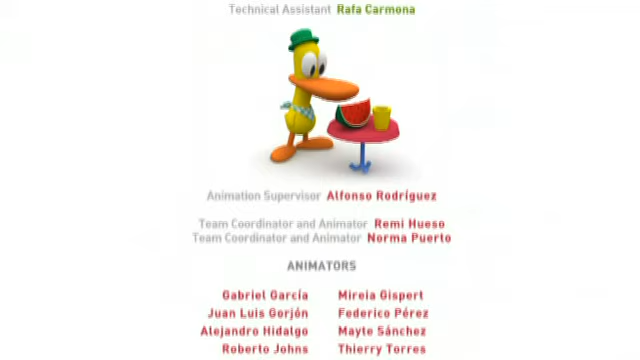 Technical Assistant Rafa Carmona
Animation Supervisor Alfonso Rodríguez
Team Coordinator and Animator Remi Hueso
Team Coordinator and Animator Norma Puerto
ANIMATORS
Gabriel García Mireia Gispert
Juan Luis Gorjón Federico Pérez
Alejandro Hidalgo Mayte Sánchez
Roberto Johns Thierry Torres